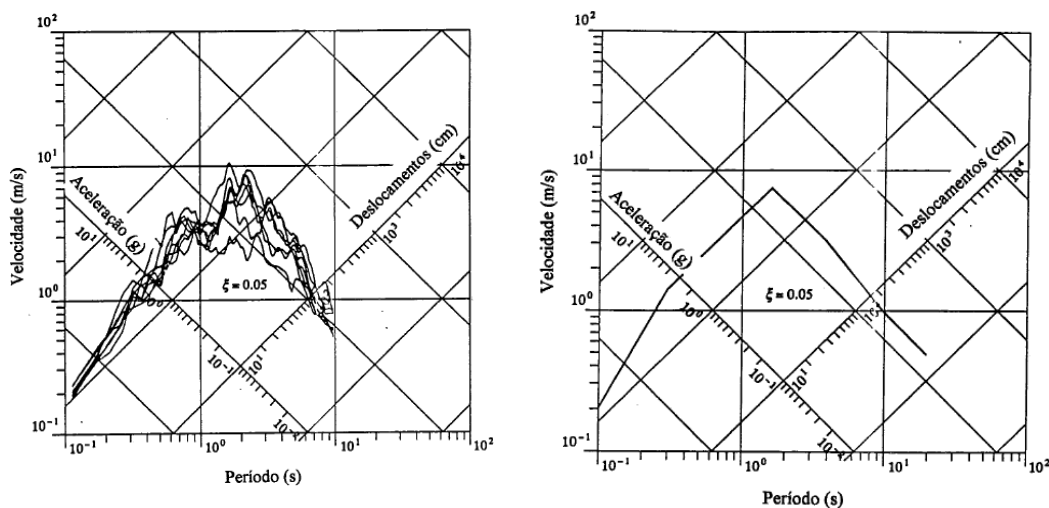 10²
10¹
10⁰
10⁻¹
Velocidade (m/s)
Aceleração (g)
10¹
10⁰
10⁻¹
Deslocamentos (cm)
10¹
10³
10⁴
ξ = 0.05
10⁻¹
10⁰
10¹
10²
Período (s)
10²
10¹
10⁰
10⁻¹
Velocidade (m/s)
Aceleração (g)
10¹
10⁰
10⁻¹
Deslocamentos (cm)
10¹
10³
10⁴
ξ = 0.05
10⁻¹
10⁰
10¹
10²
Período (s)